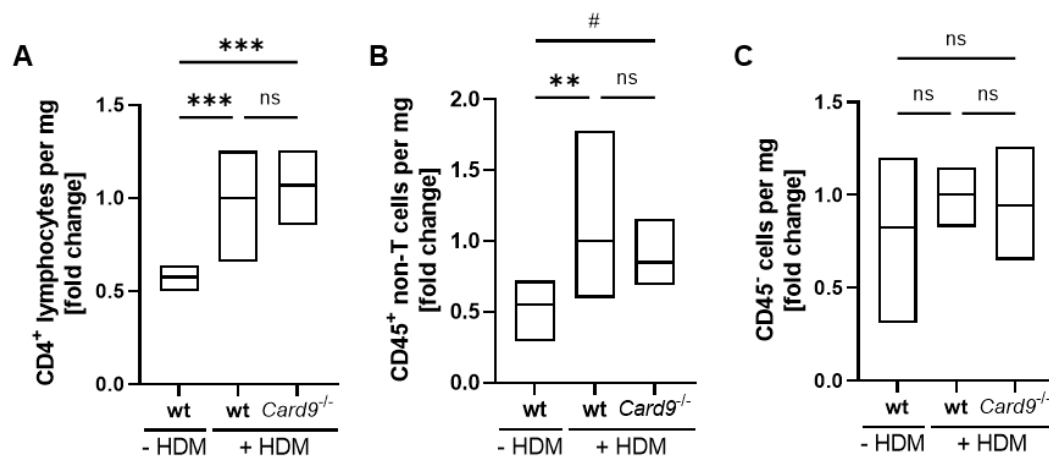 A
CD4⁺ lymphocytes per mg
[fold change]
1.5
1.0
0.5
0.0
***
***
ns
wt
wt
Card9⁻/⁻
- HDM
+ HDM
B
CD45⁺ non-T cells per mg
[fold change]
2.0
1.5
1.0
0.5
0.0
#
**
ns
wt
wt
Card9⁻/⁻
- HDM
+ HDM
C
CD45⁻ cells per mg
[fold change]
1.5
1.0
0.5
0.0
ns
ns
ns
wt
wt
Card9⁻/⁻
- HDM
+ HDM